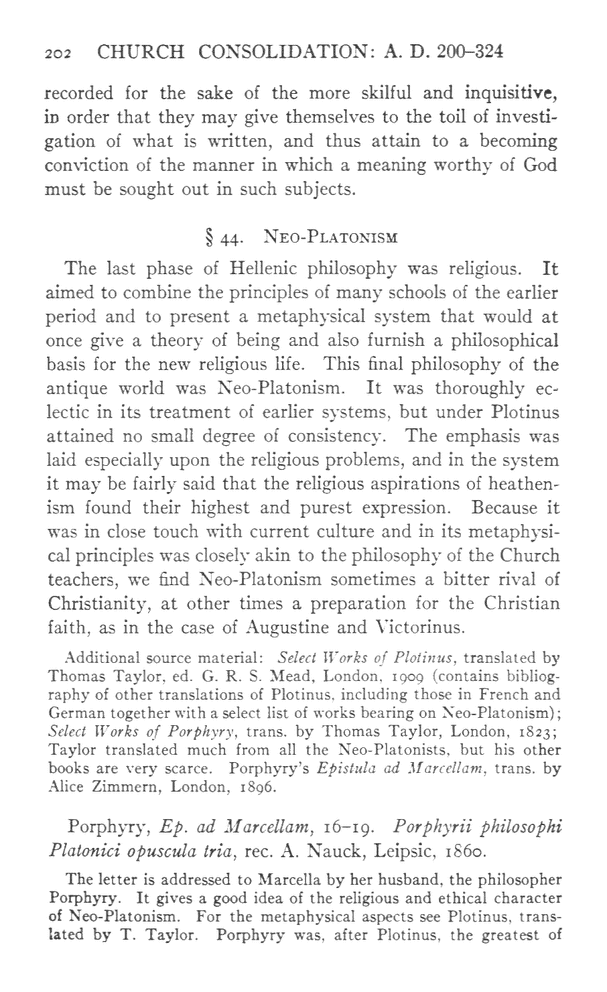 202 CHURCH CONSOLIDATION: A. D. 200–324
recorded for the sake of the more skilful and inquisitive,
in order that they may give themselves to the toil of investi-
gation of what is written, and thus attain to a becoming
conviction of the manner in which a meaning worthy of God
must be sought out in such subjects.
§ 44. Neo-Platonism
The last phase of Hellenic philosophy was religious. It
aimed to combine the principles of many schools of the earlier
period and to present a metaphysical system that would at
once give a theory of being and also furnish a philosophical
basis for the new religious life. This final philosophy of the
antique world was Neo-Platonism. It was thoroughly ec-
lectic in its treatment of earlier systems, but under Plotinus
attained no small degree of consistency. The emphasis was
laid especially upon the religious problems, and in the system
it may be fairly said that the religious aspirations of heathen-
ism found their highest and purest expression. Because it
was in close touch with current culture and in its metaphysi-
cal principles was closely akin to the philosophy of the Church
teachers, we find Neo-Platonism sometimes a bitter rival of
Christianity, at other times a preparation for the Christian
faith, as in the case of Augustine and Victorinus.
Additional source material: Select Works of Plotinus, translated by
Thomas Taylor, ed. G. R. S. Mead, London, 1909 (contains bibliog-
raphy of other translations of Plotinus, including those in French and
German together with a select list of works bearing on Neo-Platonism);
Select Works of Porphyry, trans. by Thomas Taylor, London, 1823;
Taylor translated much from all the Neo-Platonists, but his other
books are very scarce. Porphyry's Epistula ad Marcellam, trans. by
Alice Zimmern, London, 1896.
Porphyry, Ep. ad Marcellam, 16–19. Porphyrii philosophi
Platonici opuscula tria, rec. A. Nauck, Leipsic, 1860.
The letter is addressed to Marcella by her husband, the philosopher
Porphyry. It gives a good idea of the religious and ethical character
of Neo-Platonism. For the metaphysical aspects see Plotinus, trans-
lated by T. Taylor. Porphyry was, after Plotinus, the greatest of